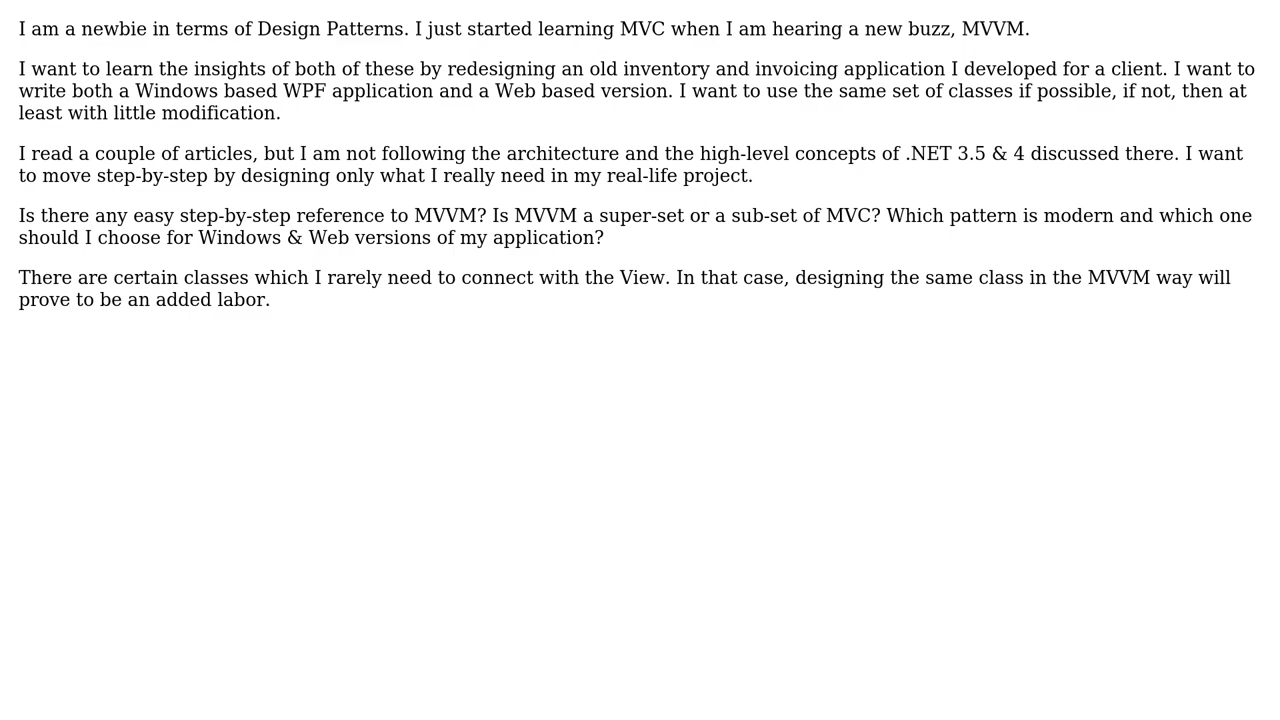 I am a newbie in terms of Design Patterns. I just started learning MVC when I am hearing a new buzz, MVVM.
I want to learn the insights of both of these by redesigning an old inventory and invoicing application I developed for a client. I want to
write both a Windows based WPF application and a Web based version. I want to use the same set of classes if possible, if not, then at
least with little modification.
I read a couple of articles, but I am not following the architecture and the high-level concepts of .NET 3.5 & 4 discussed there. I want
to move step-by-step by designing only what I really need in my real-life project.
Is there any easy step-by-step reference to MVVM? Is MVVM a super-set or a sub-set of MVC? Which pattern is modern and which one
should I choose for Windows & Web versions of my application?
There are certain classes which I rarely need to connect with the View. In that case, designing the same class in the MVVM way will
prove to be an added labor.